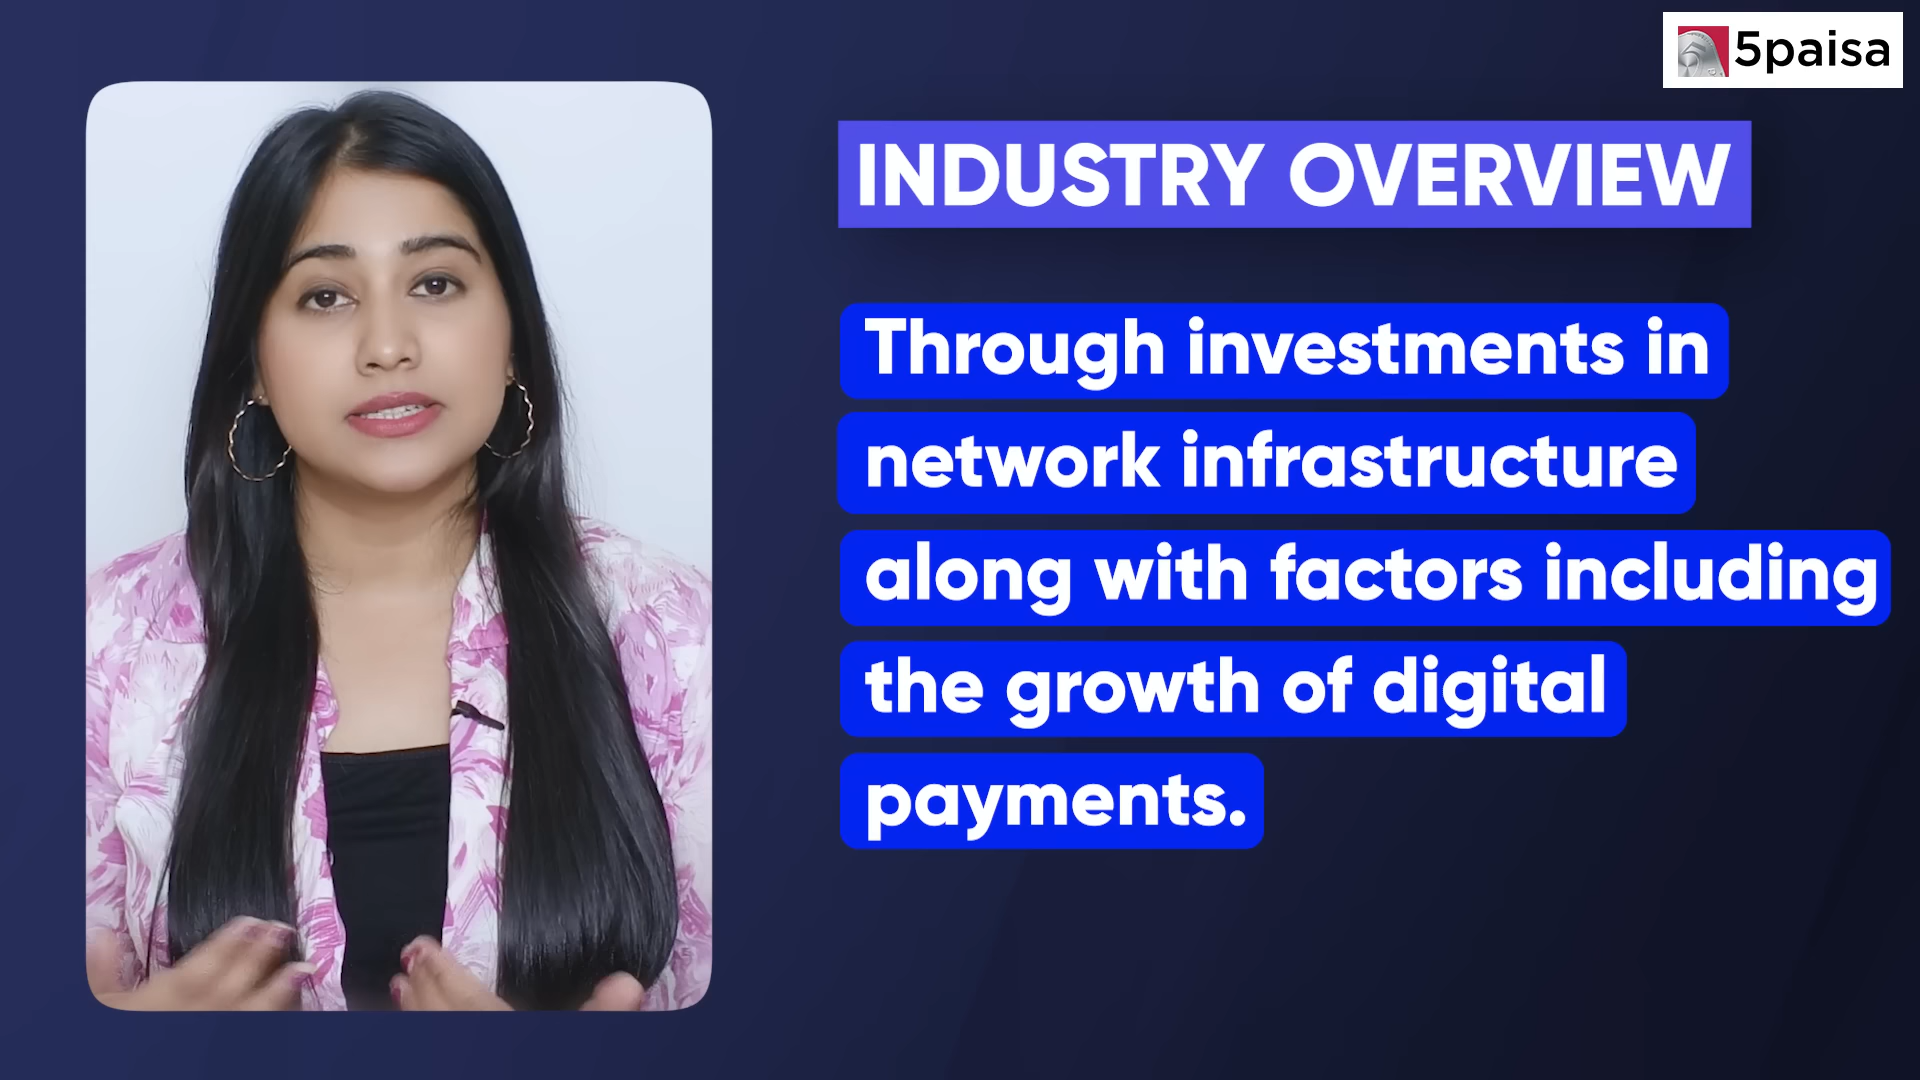 5paisa
INDUSTRY OVERVIEW
Through investments in
network infrastructure
along with factors including
the growth of digital
payments.